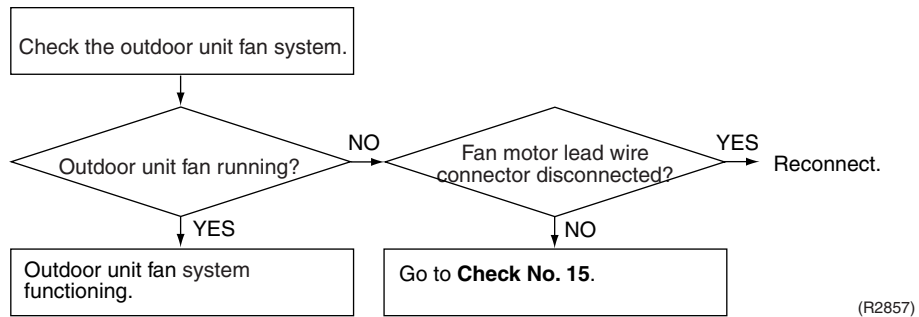 Check the outdoor unit fan system.
Outdoor unit fan running?
NO
Fan motor lead wire
connector disconnected?
YES
Reconnect.
YES
NO
Outdoor unit fan system
functioning.
Go to Check No. 15.
(R2857)